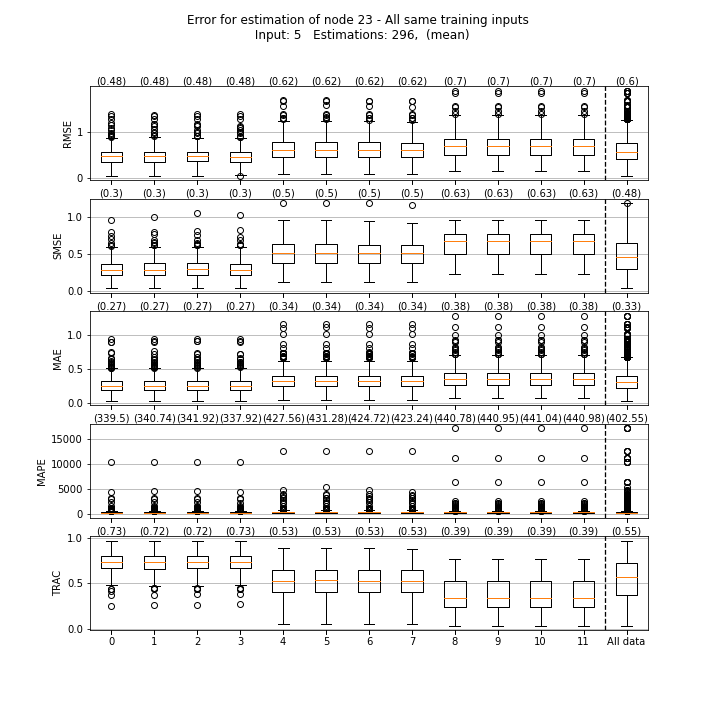 Error for estimation of node 23 - All same training inputs
Input: 5   Estimations: 296,  (mean)
(0.48) (0.48) (0.48) (0.48) (0.62) (0.62) (0.62) (0.62) (0.7) (0.7) (0.7) (0.7) (0.6)
RMSE
1
0
(0.3) (0.3) (0.3) (0.3) (0.5) (0.5) (0.5) (0.5) (0.63) (0.63) (0.63) (0.63) (0.48)
SMSE
1.0
0.5
0.0
(0.27) (0.27) (0.27) (0.27) (0.34) (0.34) (0.34) (0.34) (0.38) (0.38) (0.38) (0.38) (0.33)
MAE
1.0
0.5
0.0
(339.5) (340.74) (341.92) (337.92) (427.56) (431.28) (424.72) (423.24) (440.78) (440.95) (441.04) (440.98) (402.55)
MAPE
15000
10000
5000
0
(0.73) (0.72) (0.72) (0.73) (0.53) (0.53) (0.53) (0.53) (0.39) (0.39) (0.39) (0.39) (0.55)
TRAC
1.0
0.5
0.0
0 1 2 3 4 5 6 7 8 9 10 11 All data